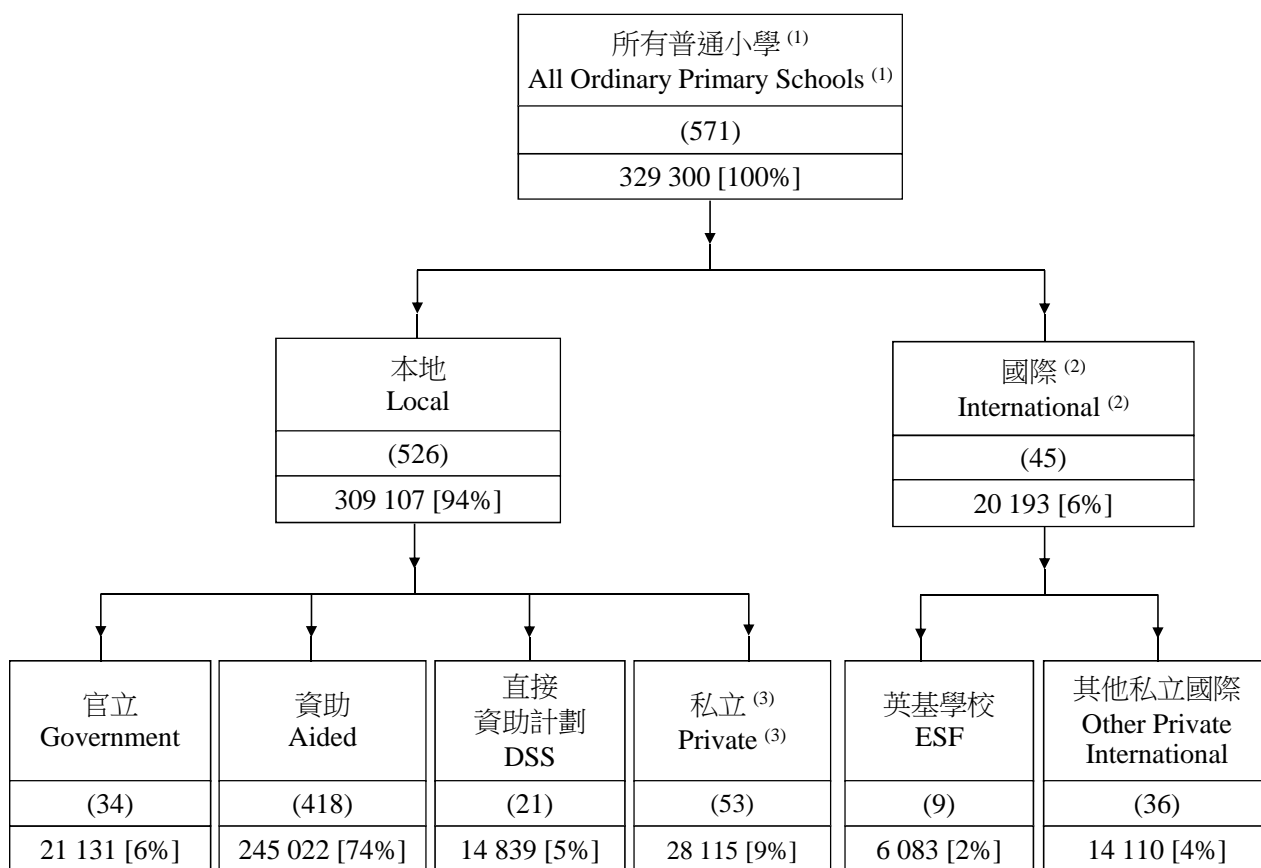 所有普通小學 (1)
All Ordinary Primary Schools (1)
(571)
329 300 [100%]
本地
Local
(526)
309 107 [94%]
國際 (2)
International (2)
(45)
20 193 [6%]
官立
Government
(34)
21 131 [6%]
資助
Aided
(418)
245 022 [74%]
直接
資助計劃
DSS
(21)
14 839 [5%]
私立 (3)
Private (3)
(53)
28 115 [9%]
英基學校
ESF
(9)
6 083 [2%]
其他私立國際
Other Private
International
(36)
14 110 [4%]